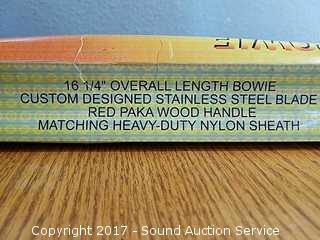 OWIE
16 1/4" OVERALL LENGTH BOWIE
CUSTOM DESIGNED STAINLESS STEEL BLADE
RED PAKA WOOD HANDLE
MATCHING HEAVY-DUTY NYLON SHEATH
Copyright 2017 - Sound Auction Service